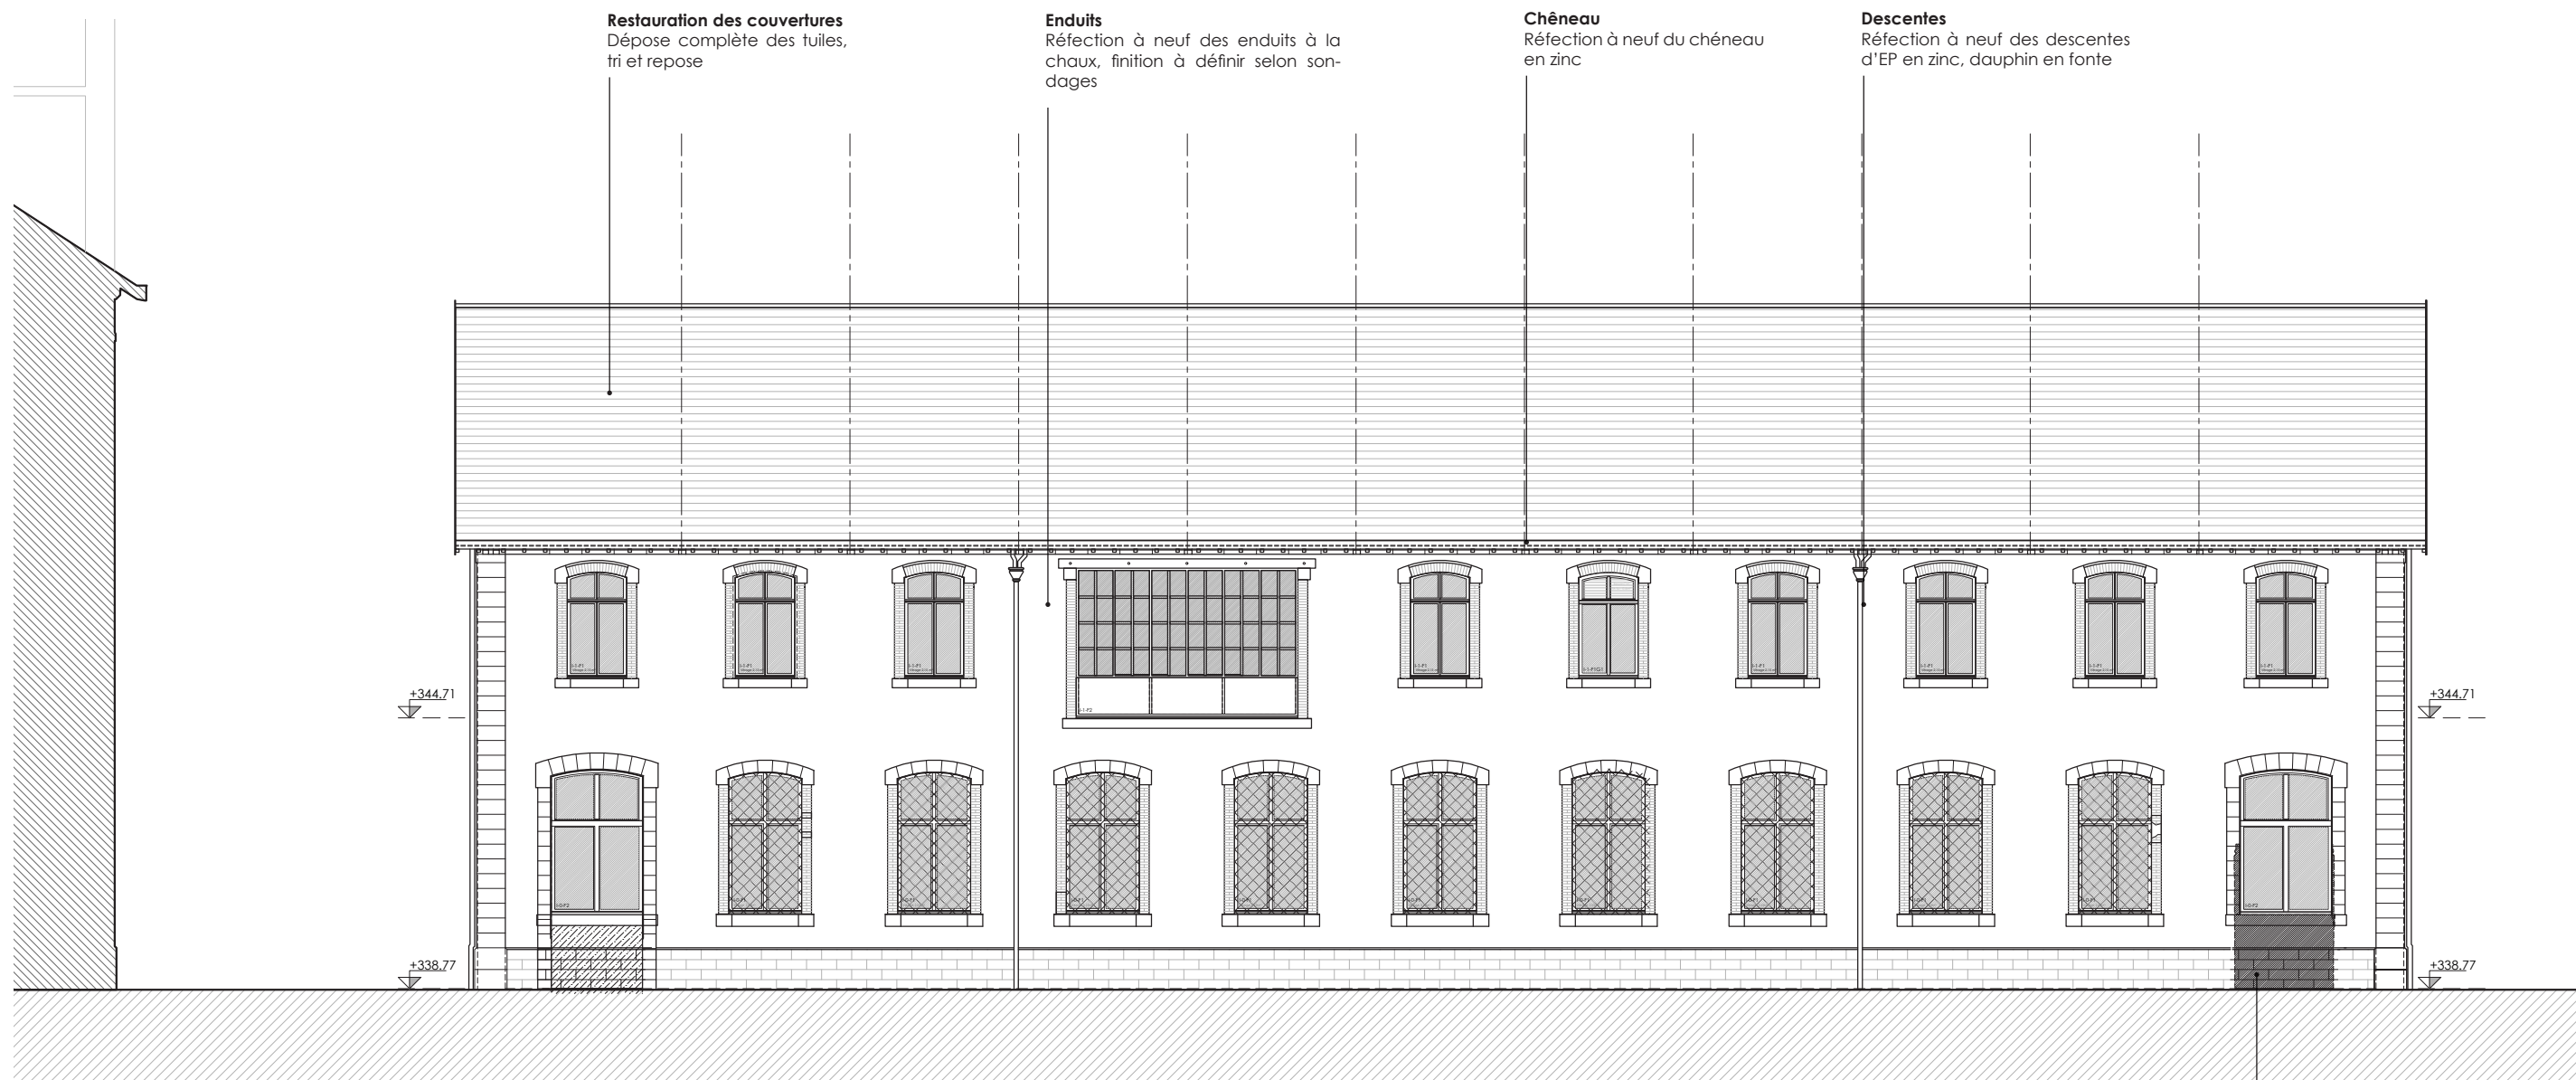 Restauration des couvertures
Dépose complète des tuiles,
tri et repose
Enduits
Réfection à neuf des enduits à la
chaux, finition à définir selon son-
dages
Chêneau
Réfection à neuf du chéneau
en zinc
Descentes
Réfection à neuf des descentes
d'EP en zinc, dauphin en fonte
+344.71
+344.71
+338.77
+338.77